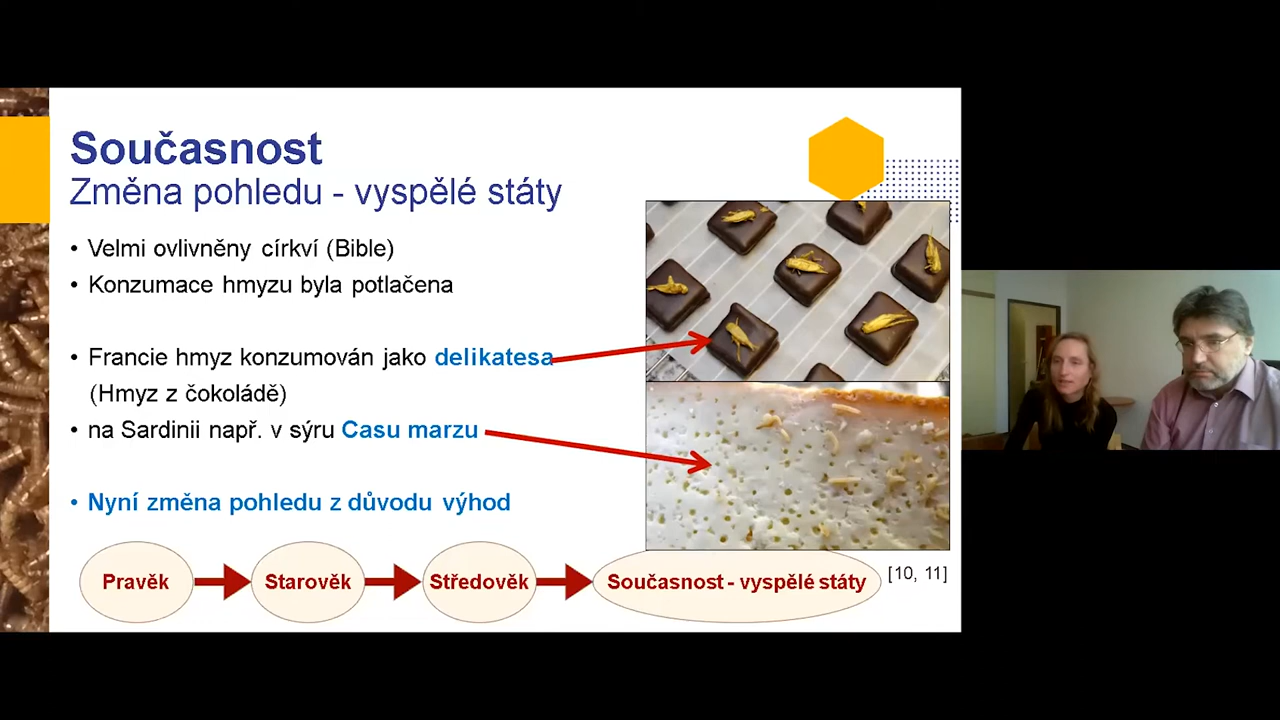 Současnost
Změna pohledu - vyspělé státy
• Velmi ovlivněny církví (Bible)
• Konzumace hmyzu byla potlačena
• Francie hmyz konzumován jako delikatesa
(Hmyz z čokoládě)
• na Sardinii např. v sýru Casu marzu
• Nyní změna pohledu z důvodu výhod
Pravěk
Starověk
Středověk
Současnost - vyspělé státy
[10, 11]